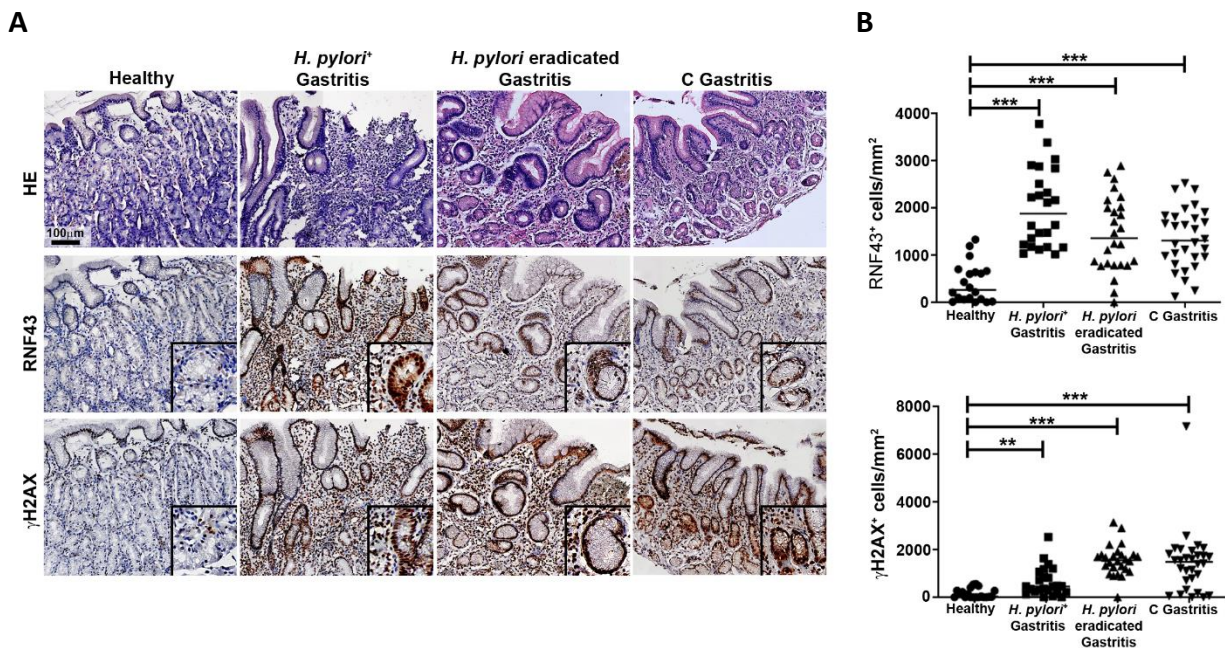 A
Healthy
H. pylori⁺
Gastritis
H. pylori eradicated
Gastritis
C Gastritis
HE
100µm
RNF43
γH2AX
B
***
***
***
RNF43⁺ cells/mm²
4000
3000
2000
1000
0
Healthy
H. pylori⁺
Gastritis
H. pylori
eradicated
Gastritis
C Gastritis
***
***
**
γH2AX⁺ cells/mm²
8000
6000
4000
2000
0
Healthy
H. pylori⁺
Gastritis
H. pylori
eradicated
Gastritis
C Gastritis